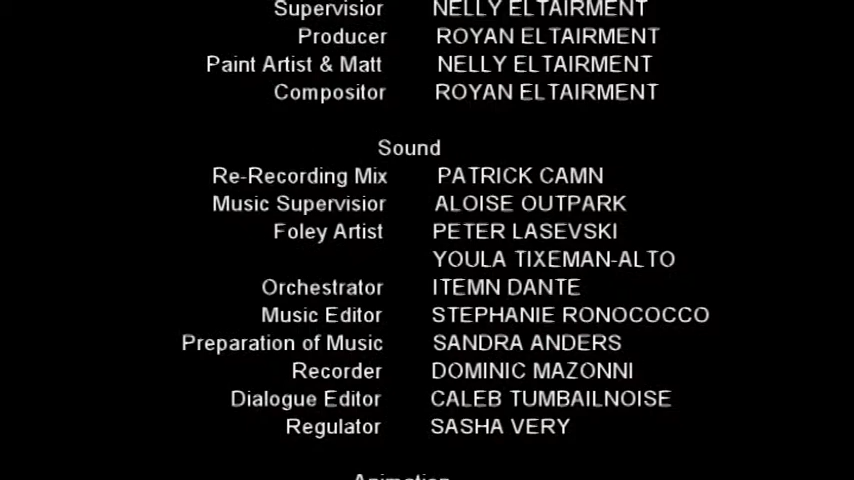 Supervisior NELLY ELTAIRMENT
Producer ROYAN ELTAIRMENT
Paint Artist & Matt NELLY ELTAIRMENT
Compositor ROYAN ELTAIRMENT
Sound
Re-Recording Mix PATRICK CAMN
Music Supervisior ALOISE OUTPARK
Foley Artist PETER LASEVSKI
YOULA TIXEMAN-ALTO
Orchestrator ITEMN DANTE
Music Editor STEPHANIE RONOCOCCO
Preparation of Music SANDRA ANDERS
Recorder DOMINIC MAZONNI
Dialogue Editor CALEB TUMBAILNOISE
Regulator SASHA VERY
Animation